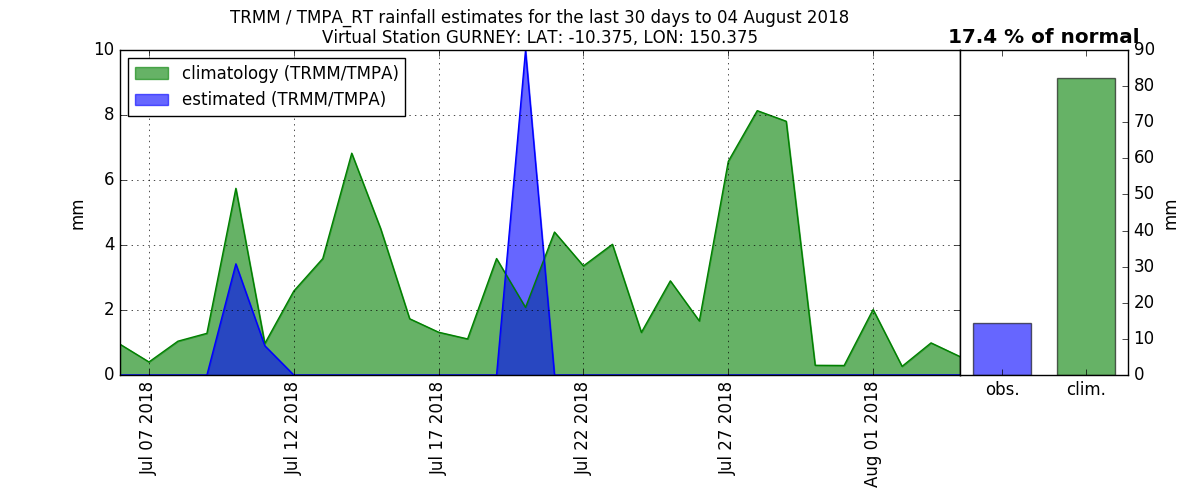 TRMM / TMPA_RT rainfall estimates for the last 30 days to 04 August 2018
Virtual Station GURNEY: LAT: -10.375, LON: 150.375
17.4 % of normal
climatology (TRMM/TMPA)
estimated (TRMM/TMPA)
10
8
6
4
2
0
mm
Jul 07 2018
Jul 12 2018
Jul 17 2018
Jul 22 2018
Jul 27 2018
Aug 01 2018
obs.
clim.
90
80
70
60
50
40
30
20
10
0
mm